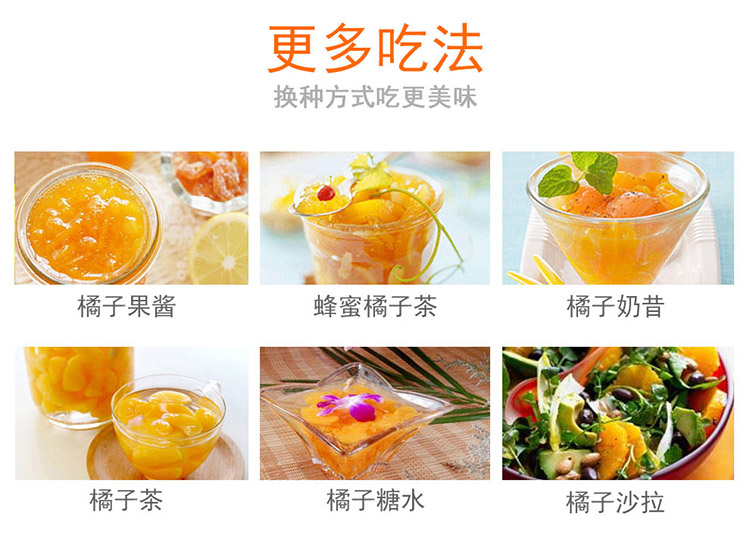 更多吃法
换种方式吃更美味
橘子果酱
蜂蜜橘子茶
橘子奶昔
橘子茶
橘子糖水
橘子沙拉